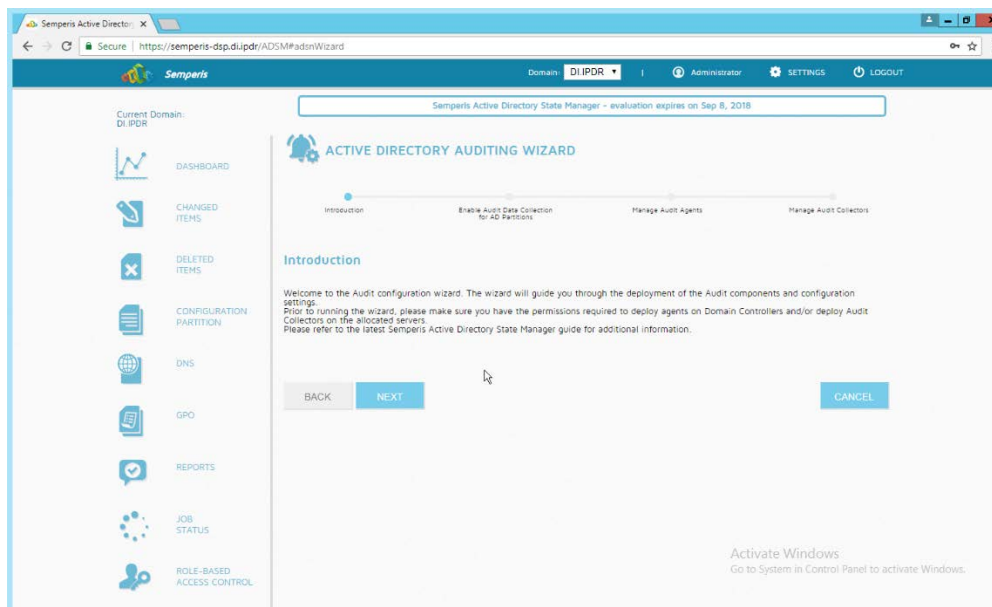 Semperis Active Director
Secure | https://semperis-dsp.di.ipdr/ADSM#adsnWizard
Semperis
Domain: DI.IPDR | Administrator SETTINGS LOGOUT
Current Domain:
DI.IPDR
Semperis Active Directory State Manager - evaluation expires on Sep 8, 2018
ACTIVE DIRECTORY AUDITING WIZARD
DASHBOARD
CHANGED
ITEMS
DELETED
ITEMS
CONFIGURATION
PARTITION
DNS
GPO
REPORTS
JOB
STATUS
ROLE-BASED
ACCESS CONTROL
Introduction
Enable Audit Data Collection
for AD Partitions
Manage Audit Agents
Manage Audit Collectors
Introduction
Welcome to the Audit configuration wizard. The wizard will guide you through the deployment of the Audit components and configuration
settings.
Prior to running the wizard, please make sure you have the permissions required to deploy agents on Domain Controllers and/or deploy Audit
Collectors on the allocated servers.
Please refer to the latest Semperis Active Directory State Manager guide for additional information.
BACK NEXT CANCEL
Activate Windows
Go to System in Control Panel to activate Windows.